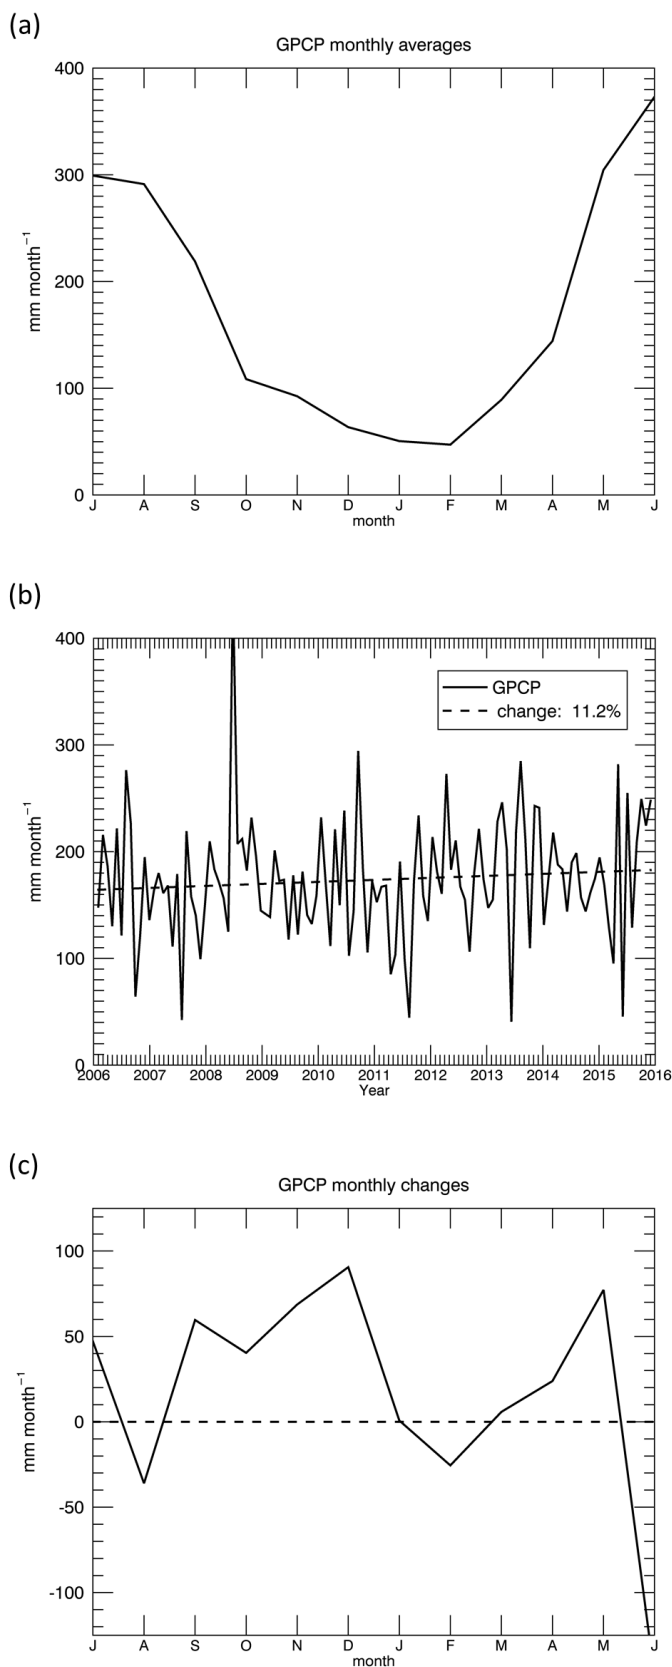 (a)
GPCP monthly averages
400
300
200
100
0
mm month⁻¹
J A S O N D J F M A M J
month
(b)
400
300
200
100
0
mm month⁻¹
GPCP
change: 11.2%
2006 2007 2008 2009 2010 2011 2012 2013 2014 2015 2016
Year
(c)
GPCP monthly changes
100
50
0
-50
-100
mm month⁻¹
J A S O N D J F M A M J
month